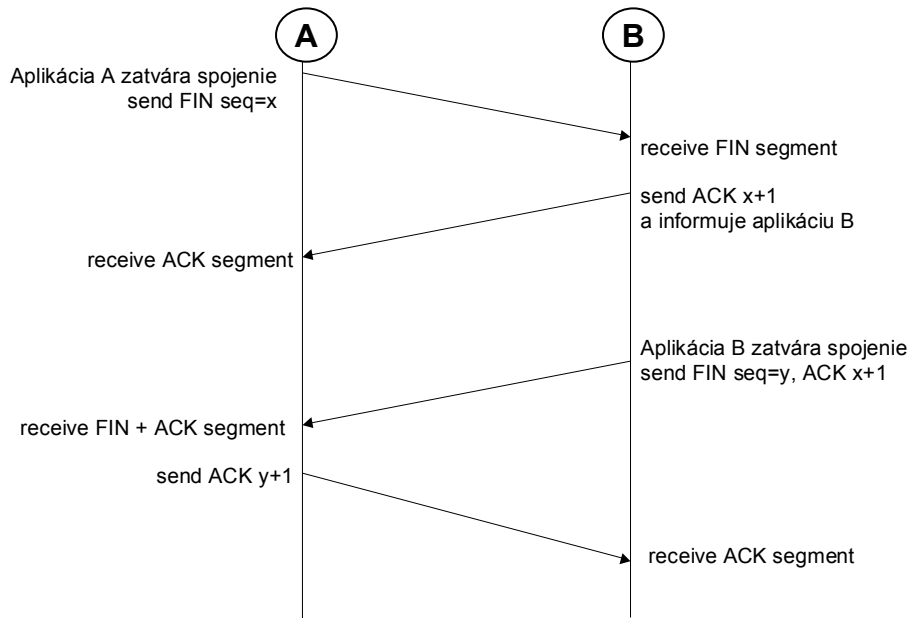 A
B
Aplikácia A zatvára spojenie
send FIN seq=x
receive FIN segment
send ACK x+1
a informuje aplikáciu B
receive ACK segment
Aplikácia B zatvára spojenie
send FIN seq=y, ACK x+1
receive FIN + ACK segment
send ACK y+1
receive ACK segment